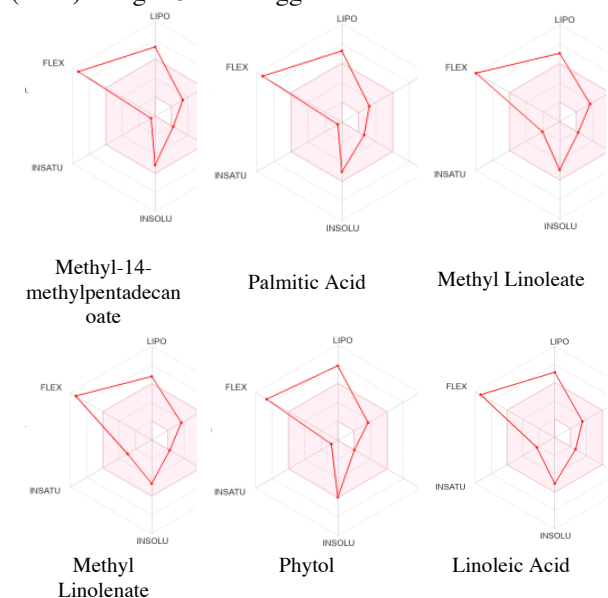 LIPO
LIPO
LIPO
FLEX
FLEX
FLEX
INSATU
INSATU
INSATU
INSOLU
INSOLU
INSOLU
Methyl-14-
methylpentadecan
oate
Palmitic Acid
Methyl Linoleate
LIPO
LIPO
LIPO
FLEX
FLEX
FLEX
INSATU
INSATU
INSATU
INSOLU
INSOLU
INSOLU
Methyl
Linolenate
Phytol
Linoleic Acid